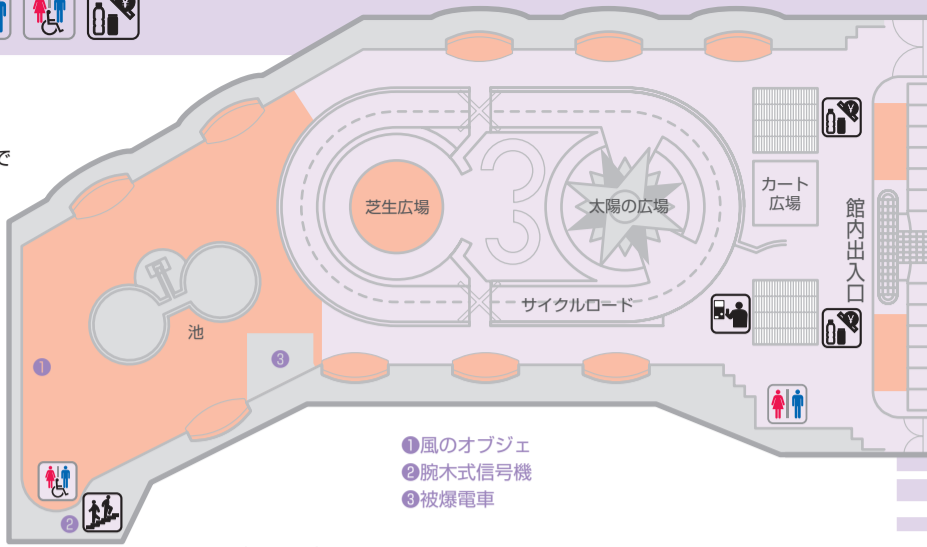 で
芝生広場
太陽の広場
カート
広場
館内出入口
サイクルロード
池
❶
❷
❸
❶風のオブジェ
❷腕木式信号機
❸被爆電車